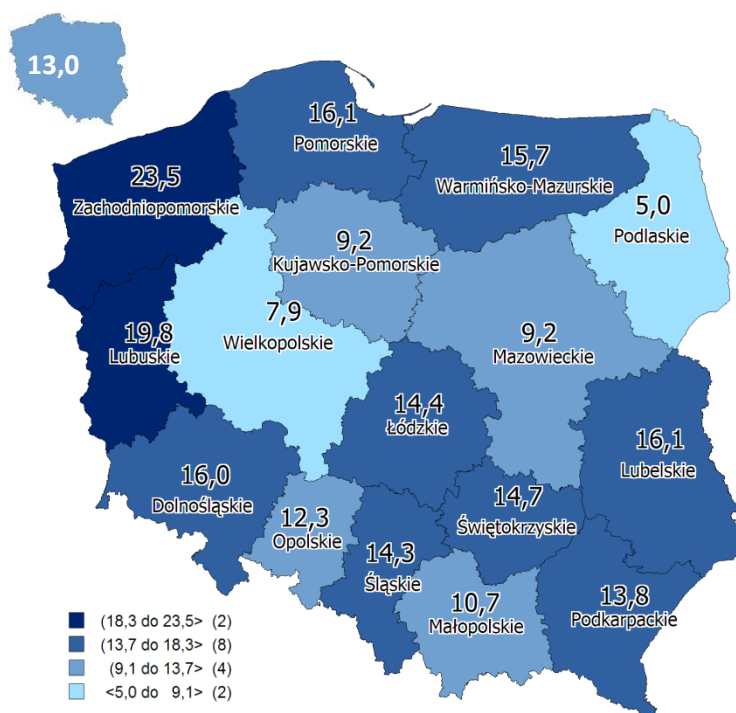 13,0
16,1
Pomorskie
15,7
Warmińsko-Mazurskie
23,5
Zachodniopomorskie
5,0
Podlaskie
9,2
Kujawsko-Pomorskie
7,9
Wielkopolskie
9,2
Mazowieckie
19,8
Lubuskie
14,4
Łódzkie
16,1
Lubelskie
16,0
Dolnośląskie
14,7
Świętokrzyskie
12,3
Opolskie
14,3
Śląskie
10,7
Małopolskie
13,8
Podkarpackie
(18,3 do 23,5> (2)
(13,7 do 18,3> (8)
(9,1 do 13,7> (4)
<5,0 do 9,1> (2)